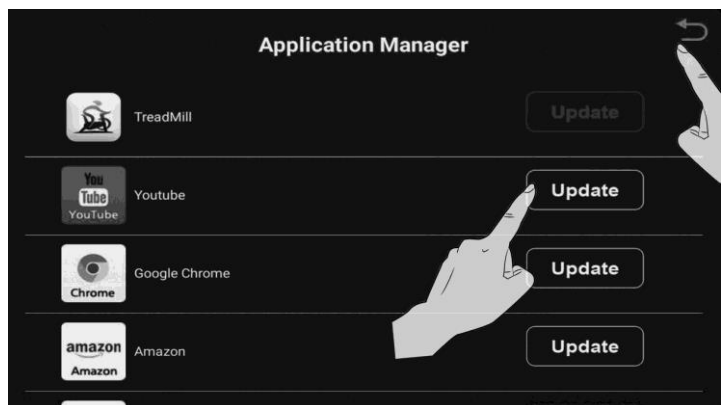 Application Manager
TreadMill
Update
You
Tube
YouTube
Youtube
Update
Chrome
Google Chrome
Update
amazon
Amazon
Amazon
Update